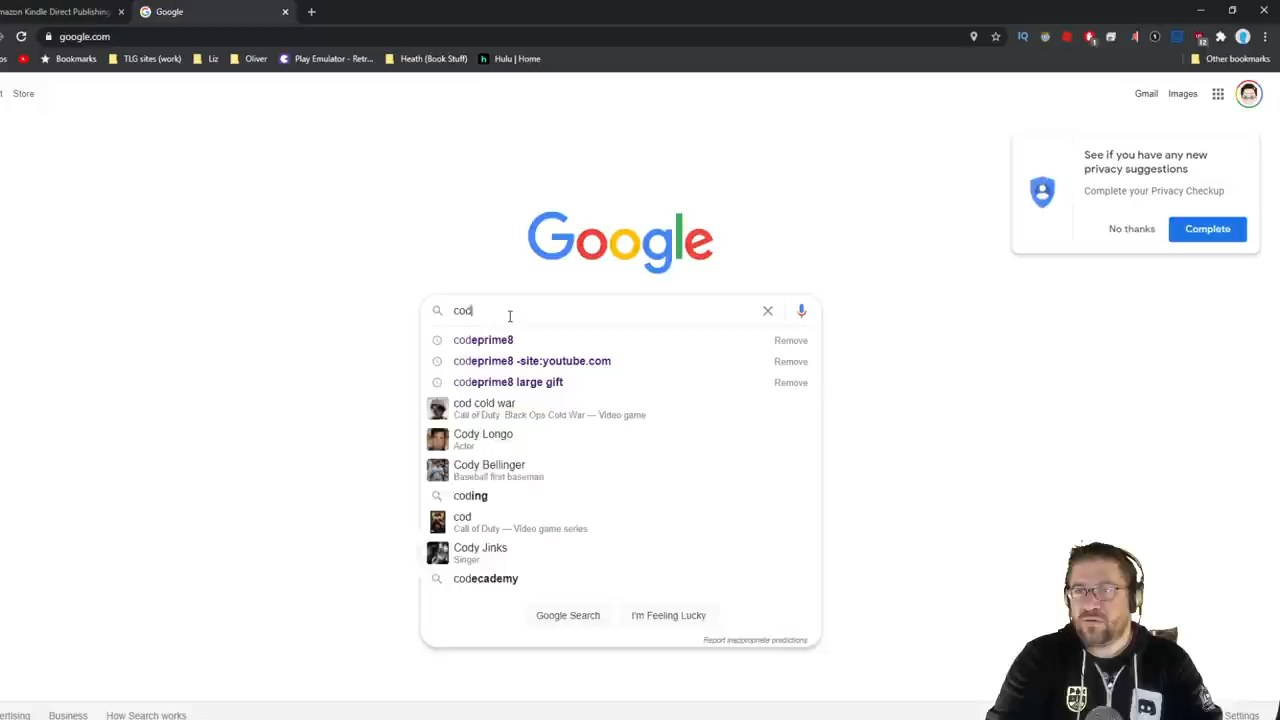 mazon Kindle Direct Publishing
Google
google.com
ps
Bookmarks
TLG sites (work)
Liz
Oliver
Play Emulator - Retr...
Heath (Book Stuff)
Hulu | Home
Other bookmarks
t Store
Gmail Images
See if you have any new
privacy suggestions
Complete your Privacy Checkup
No thanks Complete
Google
cod
codeprime8 Remove
codeprime8 -site:youtube.com Remove
codeprime8 large gift Remove
cod cold war
Call of Duty: Black Ops Cold War — Video game
Cody Longo
Actor
Cody Bellinger
Baseball first baseman
coding
cod
Call of Duty — Video game series
Cody Jinks
Singer
codecademy
Google Search I'm Feeling Lucky
Report inappropriate predictions
ertising Business How Search works Settings